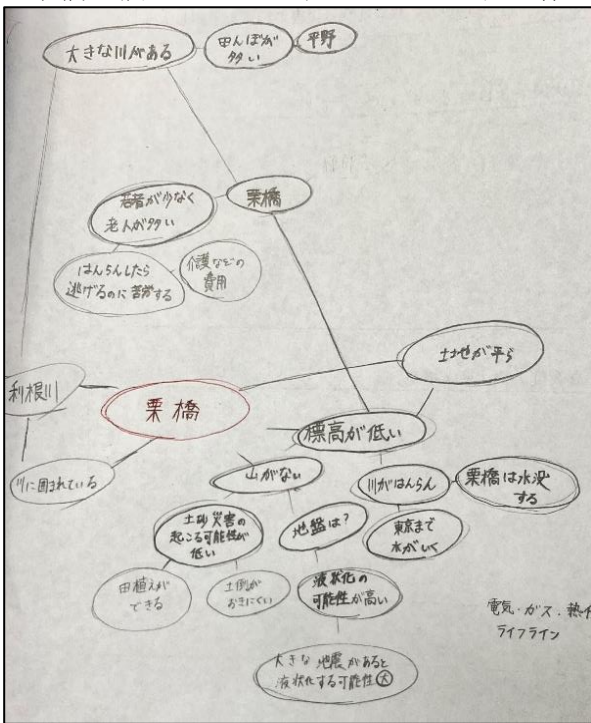 大きな川がある
田んぼが
多い
平野
若者が少なく
老人が多い
栗橋
はんらんしたら
逃げるのに苦労する
介護などの
費用
土地が平ら
利根川
栗橋
標高が低い
川に囲まれている
山がない
川がはんらん
栗橋は水没
する
土砂災害の
起こる可能性が
低い
地盤は?
東京まで
水がいく
田植えが
できる
おきにくい
液状化の
可能性が高い
電気・ガス・熱
ライフライン
大きな地震があると
液状化する可能性大